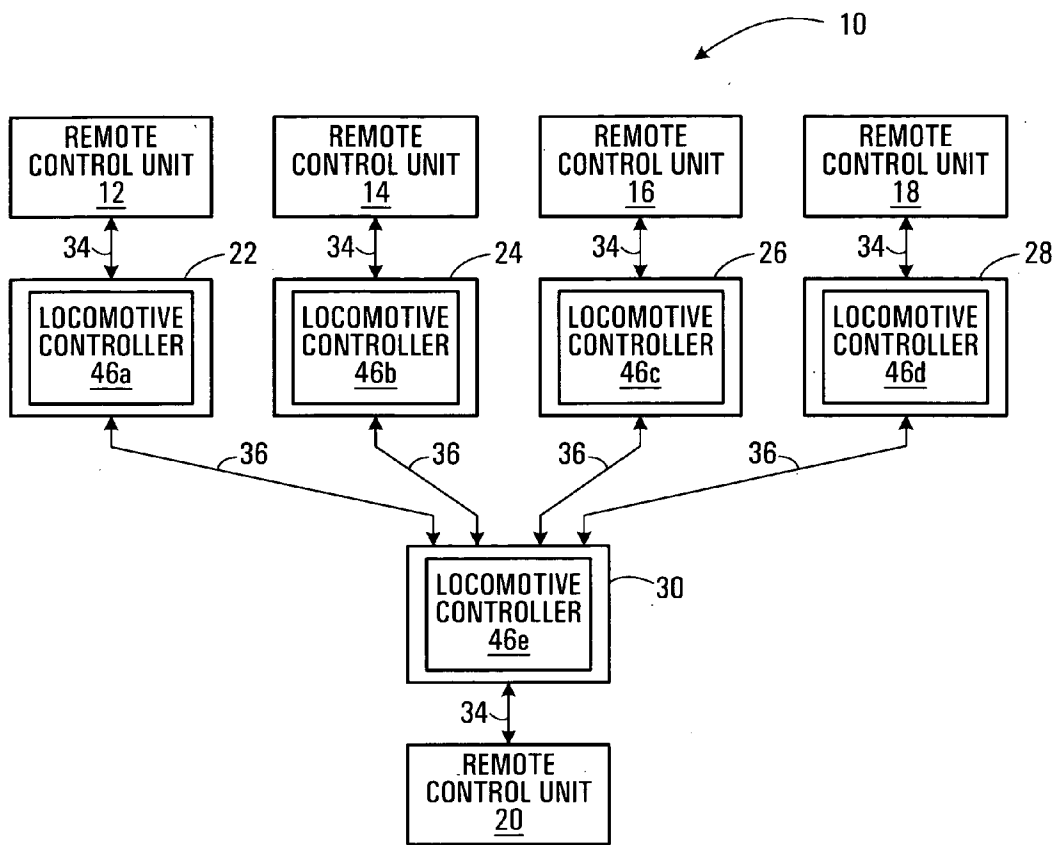 10
REMOTE
CONTROL UNIT
12
REMOTE
CONTROL UNIT
14
REMOTE
CONTROL UNIT
16
REMOTE
CONTROL UNIT
18
34
22
34
24
34
26
34
28
LOCOMOTIVE
CONTROLLER
46a
LOCOMOTIVE
CONTROLLER
46b
LOCOMOTIVE
CONTROLLER
46c
LOCOMOTIVE
CONTROLLER
46d
36
36
36
36
LOCOMOTIVE
CONTROLLER
46e
30
34
REMOTE
CONTROL UNIT
20